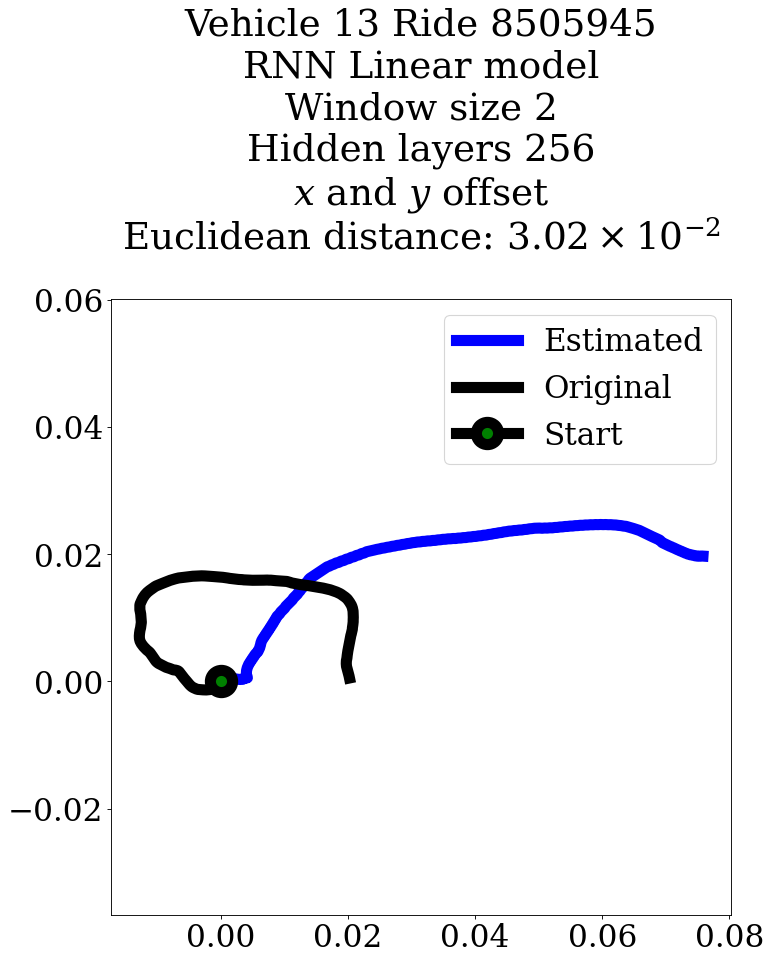 Vehicle 13 Ride 8505945
RNN Linear model
Window size 2
Hidden layers 256
x and y offset
Euclidean distance: 3.02 × 10⁻²
0.06
0.04
0.02
0.00
−0.02
Estimated
Original
Start
0.00 0.02 0.04 0.06 0.08